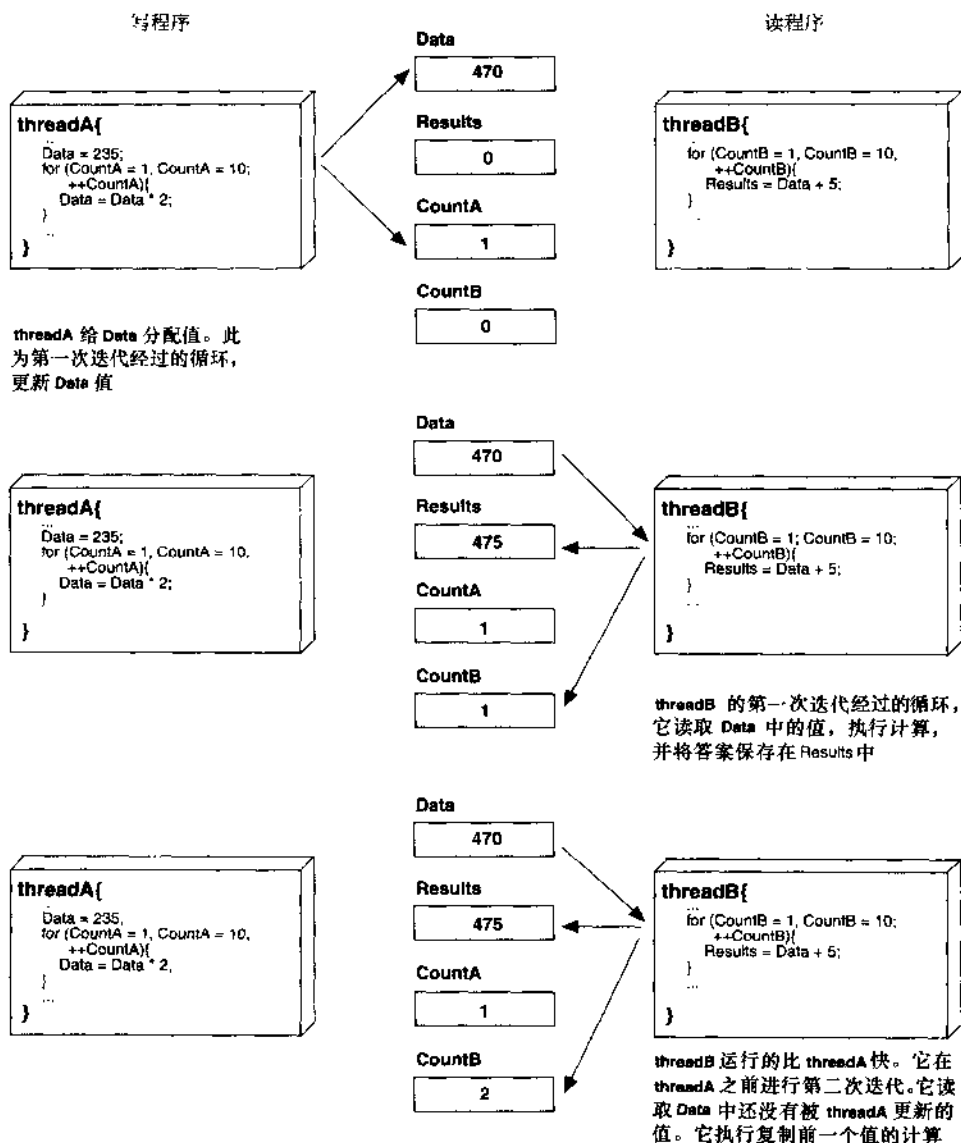 写程序
读程序
Data
470
Results
0
CountA
1
CountB
0
threadA{
...
Data = 235;
for (CountA = 1, CountA = 10;
++CountA){
Data = Data * 2;
}
...
}
threadB{
...
for (CountB = 1, CountB = 10,
++CountB){
Results = Data + 5;
}
..
}
threadA 给 Data 分配值。此
为第一次迭代经过的循环，
更新 Data 值
threadA{
...
Data = 235;
for (CountA = 1, CountA = 10,
++CountA){
Data = Data * 2;
}
}
Data
470
Results
475
CountA
1
CountB
1
threadB{
...
for (CountB = 1; CountB = 10;
++CountB){
Results = Data + 5;
}
...
}
threadB 的第一次迭代经过的循环，
它读取 Data 中的值，执行计算，
并将答案保存在 Results 中
threadA{
...
Data = 235,
for (CountA = 1, CountA = 10,
++CountA){
Data = Data * 2,
}
...
}
Data
470
Results
475
CountA
1
CountB
2
threadB{
...
for (CountB = 1, CountB = 10;
++CountB){
Results = Data + 5;
}
...
}
threadB 运行的比 threadA 快。它在
threadA 之前进行第二次迭代。它读
取 Data 中还没有被 threadA 更新的
值。它执行复制前一个值的计算